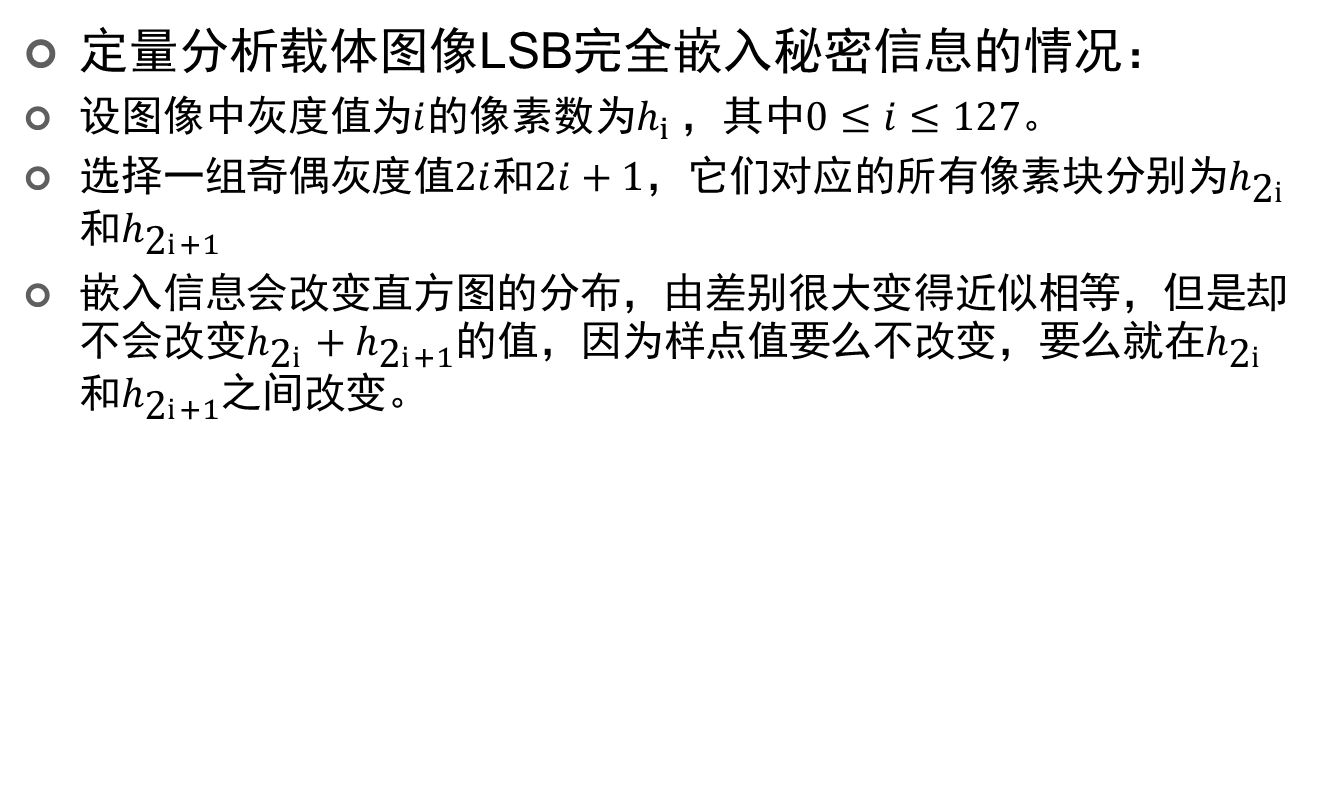 定量分析载体图像LSB完全嵌入秘密信息的情况：
设图像中灰度值为i的像素数为hᵢ ，其中0 ≤ i ≤ 127。
选择一组奇偶灰度值2i和2i + 1，它们对应的所有像素块分别为h₂ᵢ
和h₂ᵢ₊₁
嵌入信息会改变直方图的分布，由差别很大变得近似相等，但是却
不会改变h₂ᵢ + h₂ᵢ₊₁的值，因为样点值要么不改变，要么就在h₂ᵢ
和h₂ᵢ₊₁之间改变。